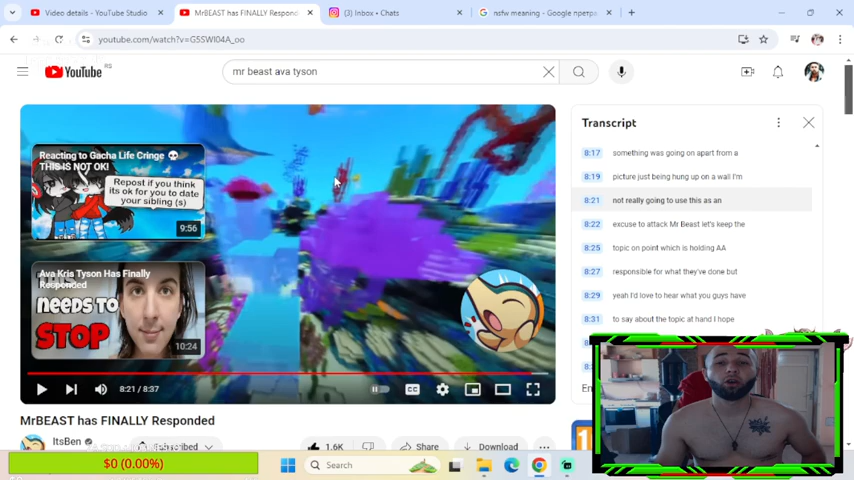 Video details - YouTube Studio
MrBEAST has FINALLY Respond
(3) Inbox • Chats
nsfw meaning - Google претра
youtube.com/watch?v=G5SWI04A_oo
YouTube RS
mr beast ava tyson
Reacting to Gacha Life Cringe 💀
THIS IS NOT OK!
Repost if you think
its ok for you to date
your sibling (s)
9:56
Ava Kris Tyson Has Finally
Responded
NEEDS TO
STOP
10:24
8:21 / 8:37
CC
Transcript
8:17 something was going on apart from a
8:19 picture just being hung up on a wall I'm
8:21 not really going to use this as an
8:22 excuse to attack Mr Beast let's keep the
8:25 topic on point which is holding AA
8:27 responsible for what they've done but
8:29 yeah I'd love to hear what you guys have
8:31 to say about the topic at hand I hope
MrBEAST has FINALLY Responded
ItsBen
Subscribed
1.6K
Share
Download
$0 (0.00%)
Search